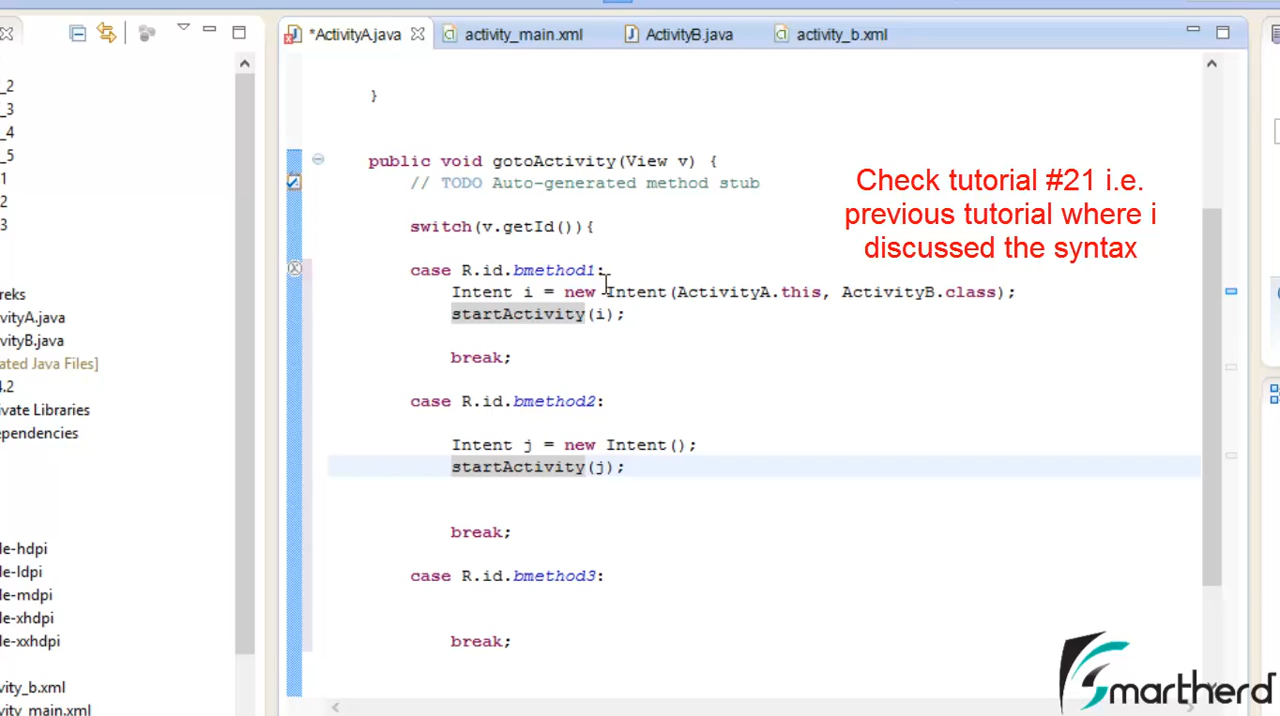 *ActivityA.java
activity_main.xml
ActivityB.java
activity_b.xml
_2
_3
_4
_5
1
2
3
reks
ctivityA.java
ctivityB.java
ated Java Files]
4.2
ivate Libraries
ependencies
le-hdpi
le-ldpi
le-mdpi
le-xhdpi
le-xxhdpi
vity_b.xml
vity_main.xml
}
public void gotoActivity(View v) {
// TODO Auto-generated method stub
switch(v.getId()){
case R.id.bmethod1:
Intent i = new Intent(ActivityA.this, ActivityB.class);
startActivity(i);
break;
case R.id.bmethod2:
Intent j = new Intent();
startActivity(j);
break;
case R.id.bmethod3:
break;
Check tutorial #21 i.e.
previous tutorial where i
discussed the syntax
Smartherd